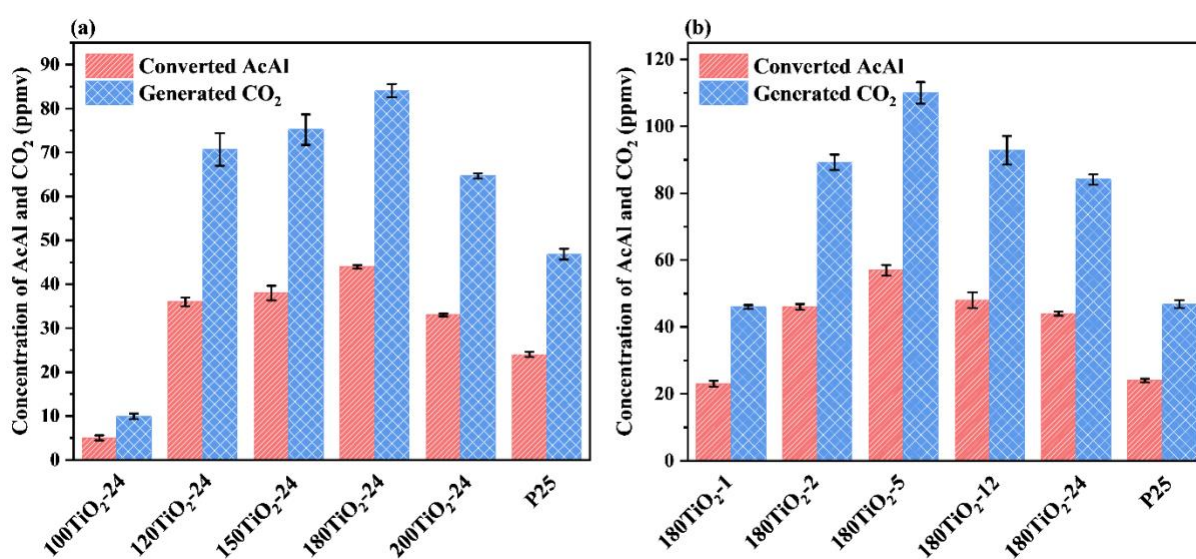 (a)
Converted AcAl
Generated CO₂
Concentration of AcAl and CO₂ (ppmv)
90
80
70
60
50
40
30
20
10
0
100TiO₂-24
120TiO₂-24
150TiO₂-24
180TiO₂-24
200TiO₂-24
P25
(b)
Converted AcAl
Generated CO₂
Concentration of AcAl and CO₂ (ppmv)
120
100
80
60
40
20
0
180TiO₂-1
180TiO₂-2
180TiO₂-5
180TiO₂-12
180TiO₂-24
P25